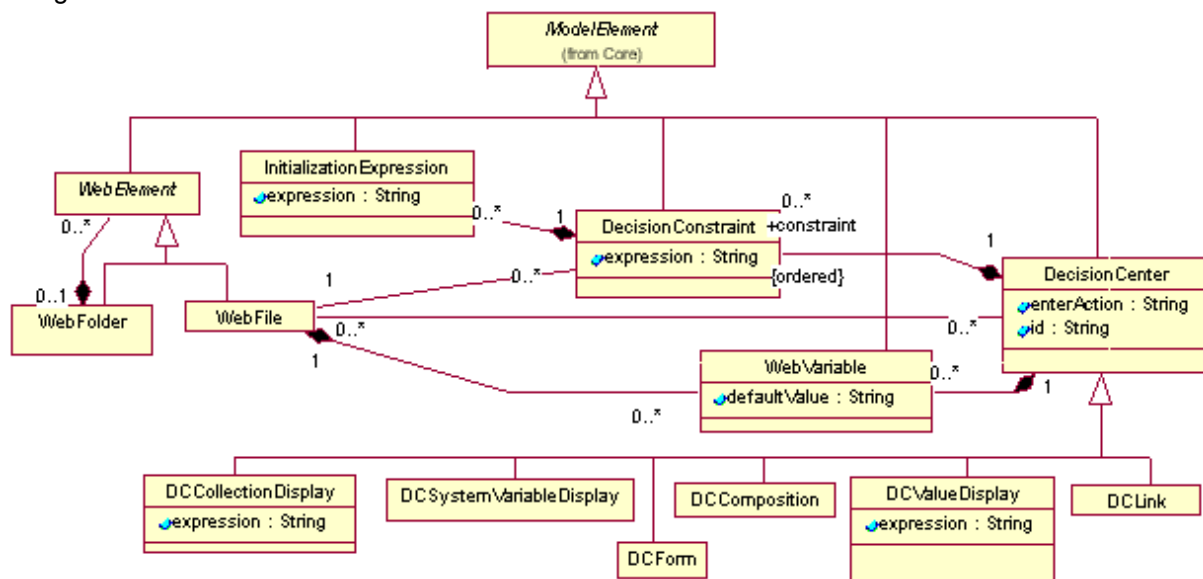 ModelElement
(from Core)
InitializationExpression
expression : String
WebElement
0..*
0..*
1
0..*
DecisionConstraint
+constraint
expression : String
{ordered}
1
DecisionCenter
enterAction : String
id : String
0..1
WebFolder
1
0..*
WebFile
0..*
0..*
1
WebVariable
defaultValue : String
0..*
1
0..*
DCCollectionDisplay
expression : String
DCSystemVariableDisplay
DCComposition
DCValueDisplay
expression : String
DCLink
DCForm